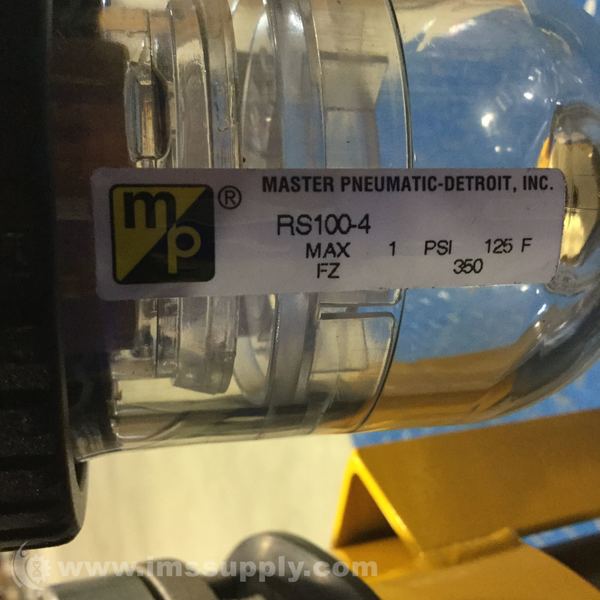 mp ®
MASTER PNEUMATIC-DETROIT, INC.
RS100-4
MAX 1 PSI 125 F
FZ 350
www.imssupply.com